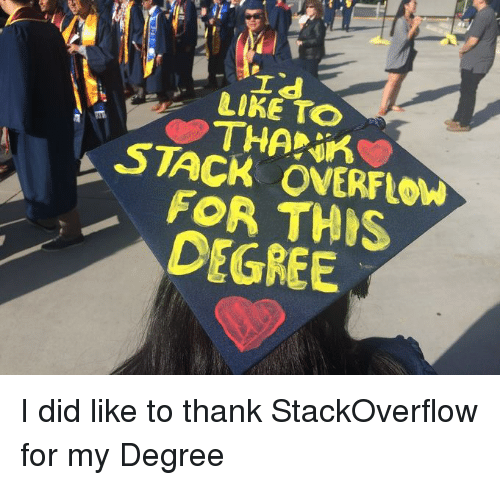 I'd
LIKE TO
THANK
STACK OVERFLOW
FOR THIS
DEGREE
I did like to thank StackOverflow
for my Degree